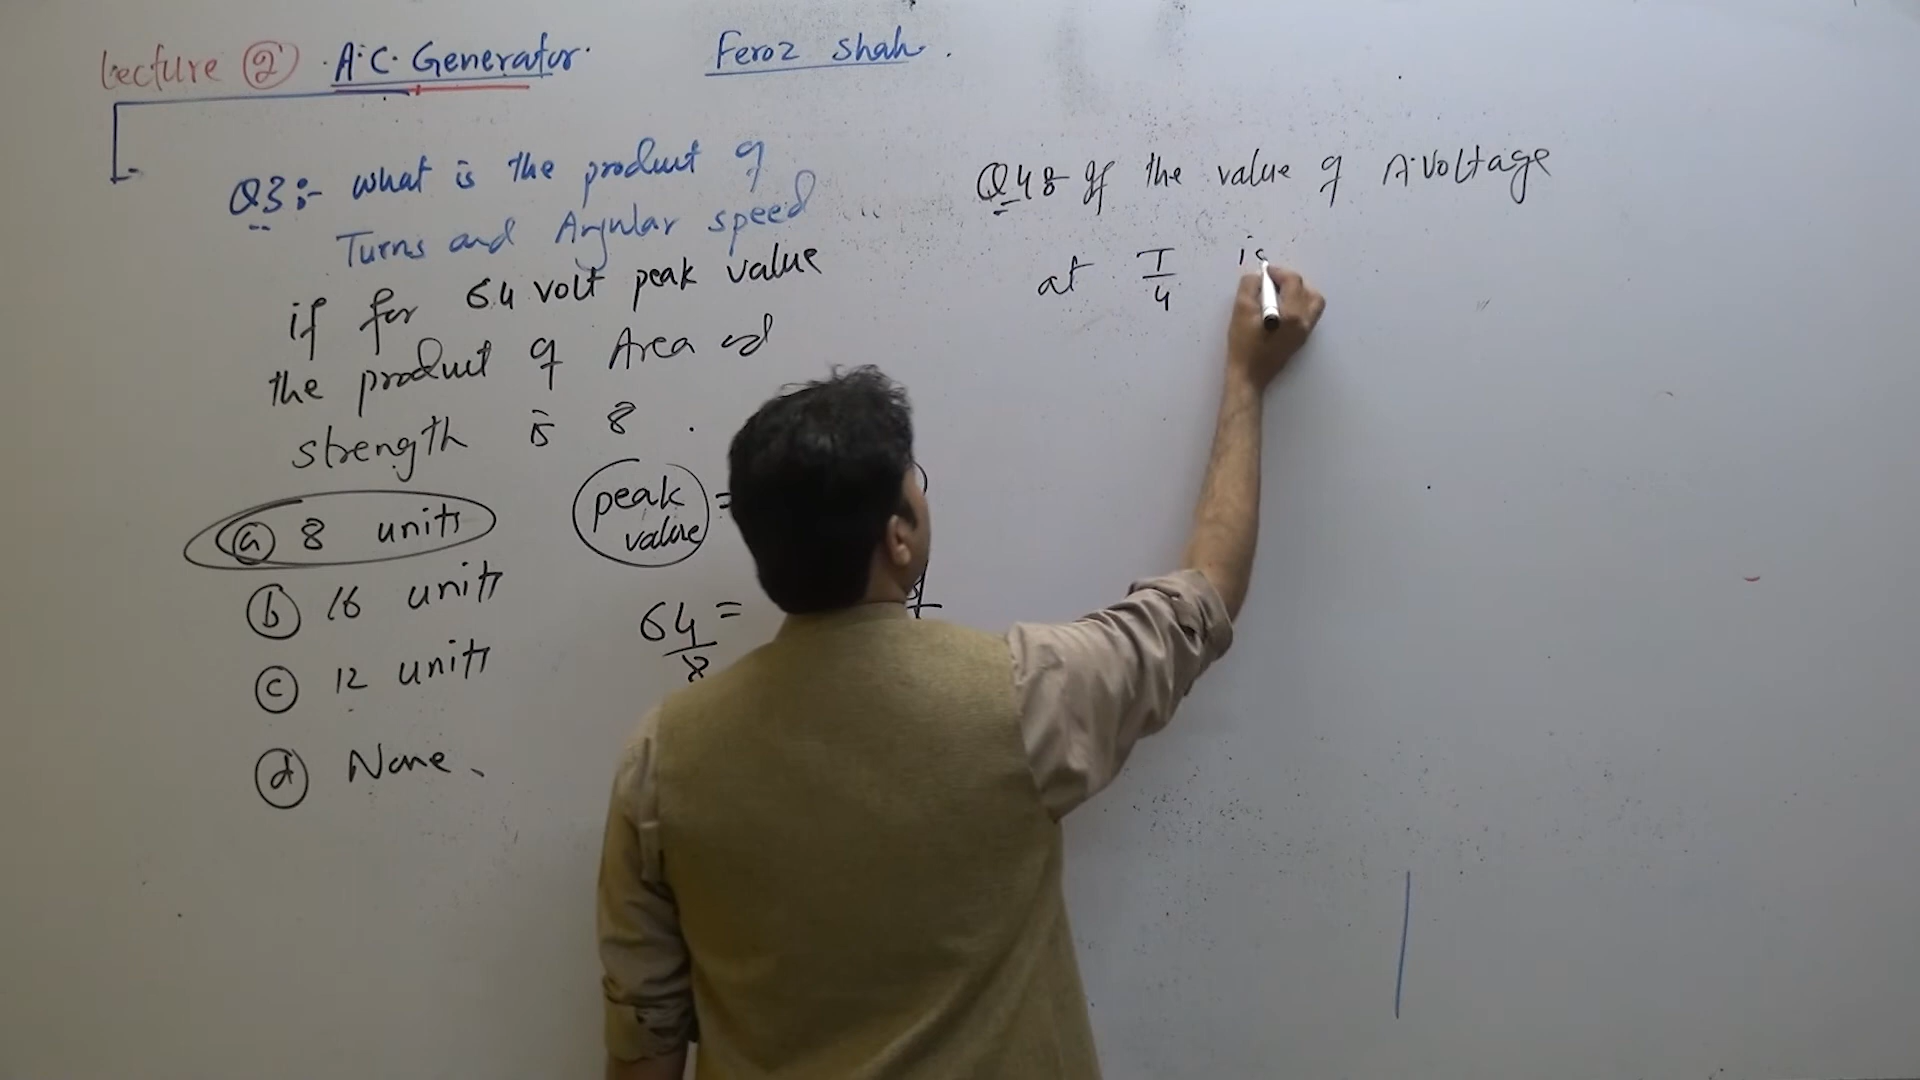 Lecture 2 A.C. Generator. Feroz Shah.
Q3:- what is the product of
Turns and Angular speed
if for 64 volt peak value
the product of Area ad
strength is 8.
(a) 8 units
(b) 16 units
(c) 12 units
(d) None.
peak
value =
64 =
8
Q4:- If the value of A.Voltage
at T/4 is